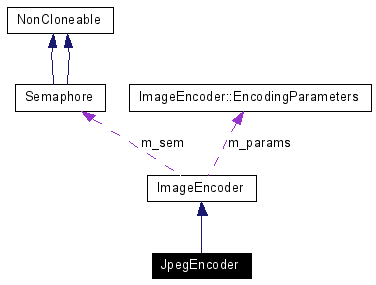 NonCloneable
Semaphore
ImageEncoder::EncodingParameters
m_sem
m_params
ImageEncoder
JpegEncoder